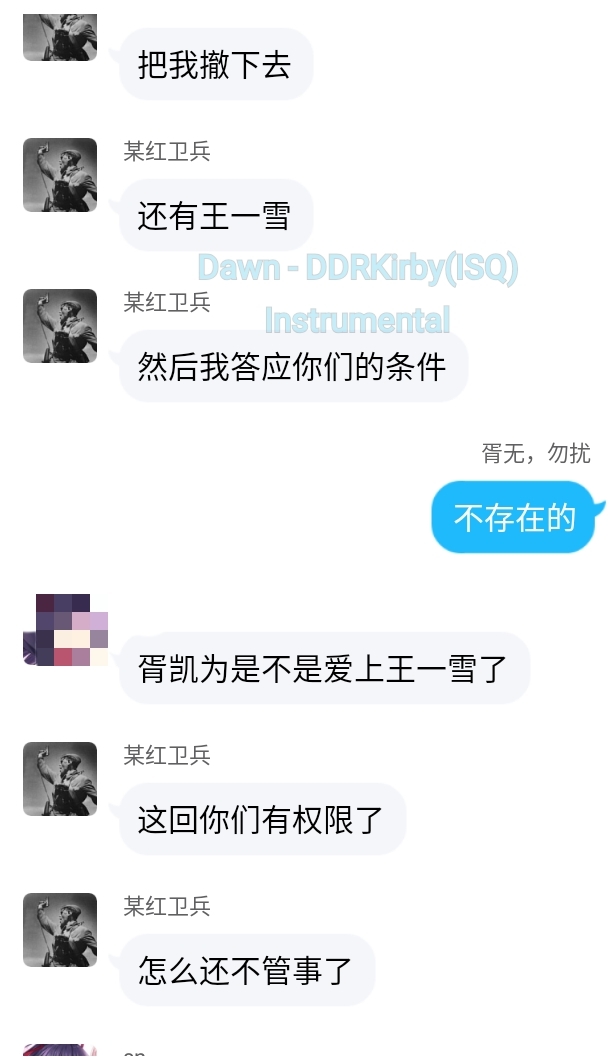 把我撤下去
某红卫兵
还有王一雪
Dawn - DDRKirby(ISQ)
某红卫兵
Instrumental
然后我答应你们的条件
胥无，勿扰
不存在的
胥凯为是不是爱上王一雪了
某红卫兵
这回你们有权限了
某红卫兵
怎么还不管事了